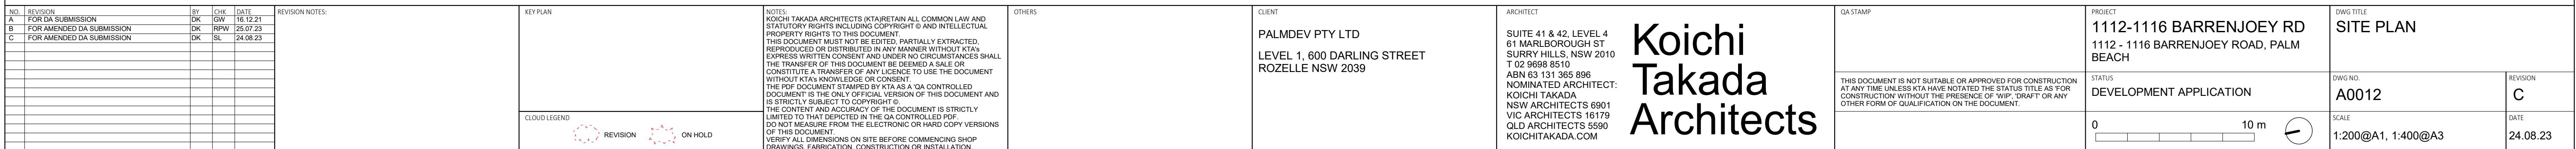 NO. REVISION BY CHK DATE
A FOR DA SUBMISSION DK GW 16.12.21
B FOR AMENDED DA SUBMISSION DK RPW 25.07.23
C FOR AMENDED DA SUBMISSION DK SL 24.08.23
REVISION NOTES:
KEY PLAN
CLOUD LEGEND
REVISION ON HOLD
NOTES:
KOICHI TAKADA ARCHITECTS (KTA)RETAIN ALL COMMON LAW AND
STATUTORY RIGHTS INCLUDING COPYRIGHT © AND INTELLECTUAL
PROPERTY RIGHTS TO THIS DOCUMENT.
THIS DOCUMENT MUST NOT BE EDITED, PARTIALLY EXTRACTED,
REPRODUCED OR DISTRIBUTED IN ANY MANNER WITHOUT KTA's
EXPRESS WRITTEN CONSENT AND UNDER NO CIRCUMSTANCES SHALL
THE TRANSFER OF THIS DOCUMENT BE DEEMED A SALE OR
CONSTITUTE A TRANSFER OF ANY LICENCE TO USE THE DOCUMENT
WITHOUT KTA's KNOWLEDGE OR CONSENT.
THE PDF DOCUMENT STAMPED BY KTA AS A 'QA CONTROLLED
DOCUMENT' IS THE ONLY OFFICIAL VERSION OF THIS DOCUMENT AND
IS STRICTLY SUBJECT TO COPYRIGHT ©.
THE CONTENT AND ACCURACY OF THE DOCUMENT IS STRICTLY
LIMITED TO THAT DEPICTED IN THE QA CONTROLLED PDF.
DO NOT MEASURE FROM THE ELECTRONIC OR HARD COPY VERSIONS
OF THIS DOCUMENT.
VERIFY ALL DIMENSIONS ON SITE BEFORE COMMENCING SHOP
DRAWINGS, FABRICATION, CONSTRUCTION OR INSTALLATION.
OTHERS
CLIENT
PALMDEV PTY LTD
LEVEL 1, 600 DARLING STREET
ROZELLE NSW 2039
ARCHITECT
SUITE 41 & 42, LEVEL 4
61 MARLBOROUGH ST
SURRY HILLS, NSW 2010
T 02 9698 8510
ABN 63 131 365 896
NOMINATED ARCHITECT:
KOICHI TAKADA
NSW ARCHITECTS 6901
VIC ARCHITECTS 16179
QLD ARCHITECTS 5590
KOICHITAKADA.COM
Koichi
Takada
Architects
QA STAMP
THIS DOCUMENT IS NOT SUITABLE OR APPROVED FOR CONSTRUCTION
AT ANY TIME UNLESS KTA HAVE NOTATED THE STATUS TITLE AS 'FOR
CONSTRUCTION' WITHOUT THE PRESENCE OF 'WIP', 'DRAFT' OR ANY
OTHER FORM OF QUALIFICATION ON THE DOCUMENT.
PROJECT
1112-1116 BARRENJOEY RD
1112 - 1116 BARRENJOEY ROAD, PALM
BEACH
STATUS
DEVELOPMENT APPLICATION
0 10 m
DWG TITLE
SITE PLAN
DWG NO. REVISION
A0012 C
SCALE DATE
1:200@A1, 1:400@A3 24.08.23